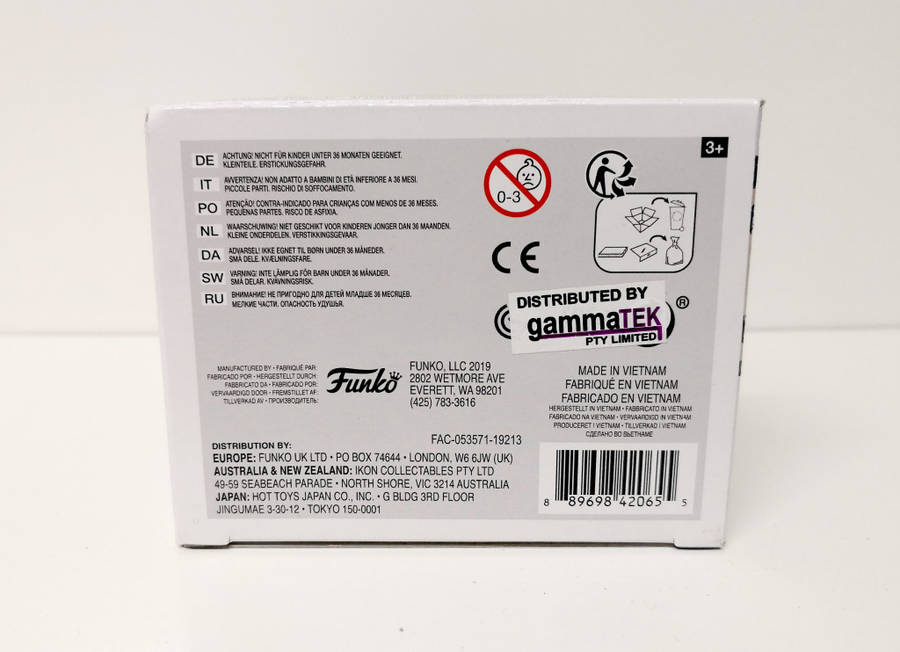 DE ACHTUNG! NICHT FÜR KINDER UNTER 36 MONATEN GEEIGNET.
KLEINTEILE. ERSTICKUNGSGEFAHR.
IT AVVERTENZA! NON ADATTO A BAMBINI DI ETÀ INFERIORE A 36 MESI.
PICCOLE PARTI. RISCHIO DI SOFFOCAMENTO.
PO ATENÇÃO! CONTRA-INDICADO PARA CRIANÇAS COM MENOS DE 36 MESES.
PEQUENAS PARTES. RISCO DE ASFIXIA.
NL WAARSCHUWING! NIET GESCHIKT VOOR KINDEREN JONGER DAN 36 MAANDEN.
KLEINE ONDERDELEN. VERSTIKKINGSGEVAAR.
DA ADVARSEL! IKKE EGNET TIL BØRN UNDER 36 MÅNEDER.
SMÅ DELE. KVÆLNINGSFARE.
SW VARNING! INTE LÄMPLIG FÖR BARN UNDER 36 MÅNADER.
SMÅ DELAR. KVÄVNINGSRISK.
RU ВНИМАНИЕ! НЕ ПРИГОДНО ДЛЯ ДЕТЕЙ МЛАДШЕ 36 МЕСЯЦЕВ.
МЕЛКИЕ ЧАСТИ. ОПАСНОСТЬ УДУШЬЯ.
0-3
3+
CE
DISTRIBUTED BY
gammaTEK
PTY LIMITED
®
MANUFACTURED BY • FABRIQUÉ PAR:
FABRICADO POR • HERGESTELLT DURCH:
FABBRICATO DA • FABRICADO POR:
VERVAARDIGD DOOR • FREMSTILLET AF:
TILLVERKAD AV • ПРОИЗВОДИТЕЛЬ:
Funko
FUNKO, LLC 2019
2802 WETMORE AVE
EVERETT, WA 98201
(425) 783-3616
MADE IN VIETNAM
FABRIQUÉ EN VIETNAM
FABRICADO EN VIETNAM
HERGESTELLT IN VIETNAM • FABBRICATO IN VIETNAM
FABRICADO NA VIETNAM • VERVAARDIGD IN VIETNAM
PRODUCERET I VIETNAM • TILLVERKAD I VIETNAM
СДЕЛАНО ВО ВЬЕТНАМЕ
FAC-053571-19213
DISTRIBUTION BY:
EUROPE: FUNKO UK LTD • PO BOX 74644 • LONDON, W6 6JW (UK)
AUSTRALIA & NEW ZEALAND: IKON COLLECTABLES PTY LTD
49-59 SEABEACH PARADE • NORTH SHORE, VIC 3214 AUSTRALIA
JAPAN: HOT TOYS JAPAN CO., INC. • G BLDG 3RD FLOOR
JINGUMAE 3-30-12 • TOKYO 150-0001
8 89698 42065 5